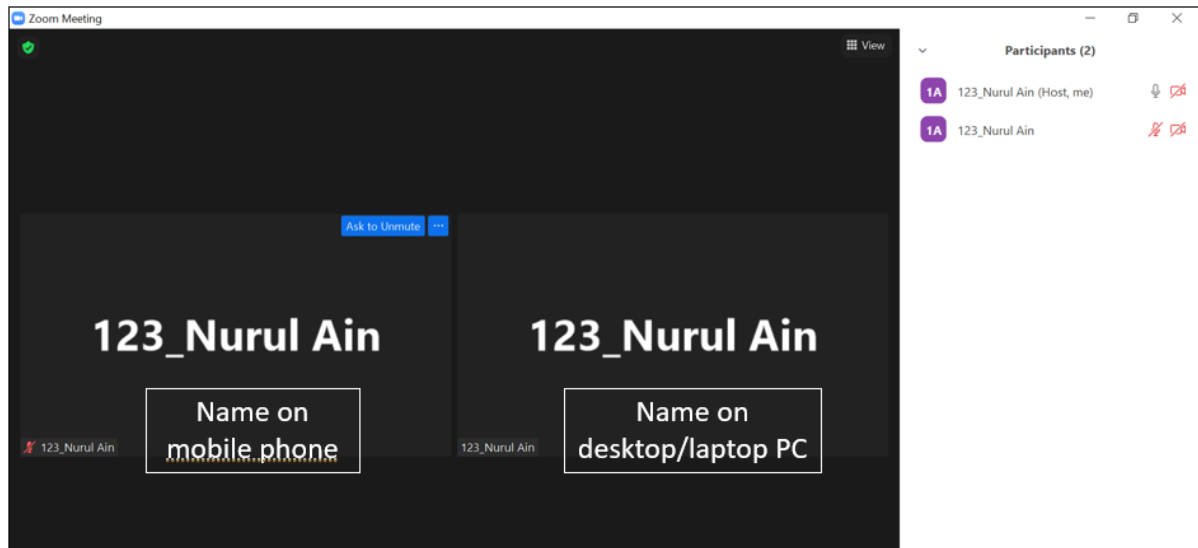 Zoom Meeting
View
Participants (2)
1A 123_Nurul Ain (Host, me)
1A 123_Nurul Ain
Ask to Unmute ...
123_Nurul Ain
Name on
mobile phone
123_Nurul Ain
123_Nurul Ain
Name on
desktop/laptop PC
123_Nurul Ain